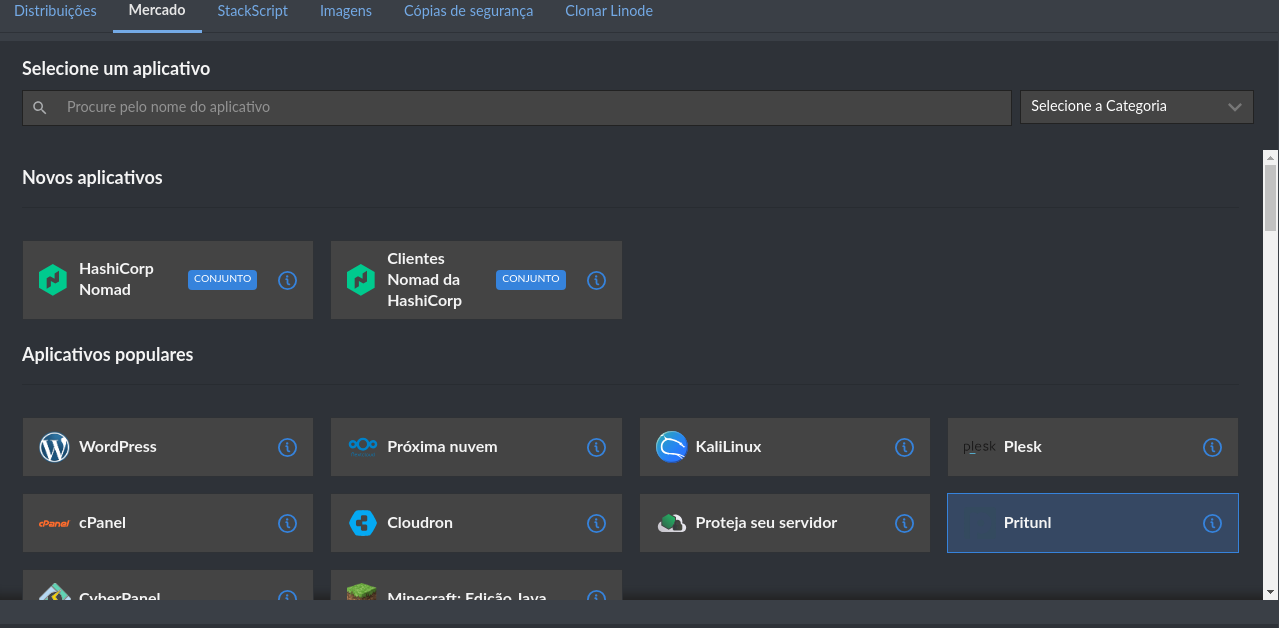 Distribuições Mercado StackScript Imagens Cópias de segurança Clonar Linode
Selecione um aplicativo
Procure pelo nome do aplicativo Selecione a Categoria
Novos aplicativos
HashiCorp
Nomad
CONJUNTO
Clientes
Nomad da
HashiCorp
CONJUNTO
Aplicativos populares
WordPress Próxima nuvem KaliLinux plesk Plesk
cPanel cPanel Cloudron Proteja seu servidor Pritunl
CyberPanel Minecraft: Edição Java